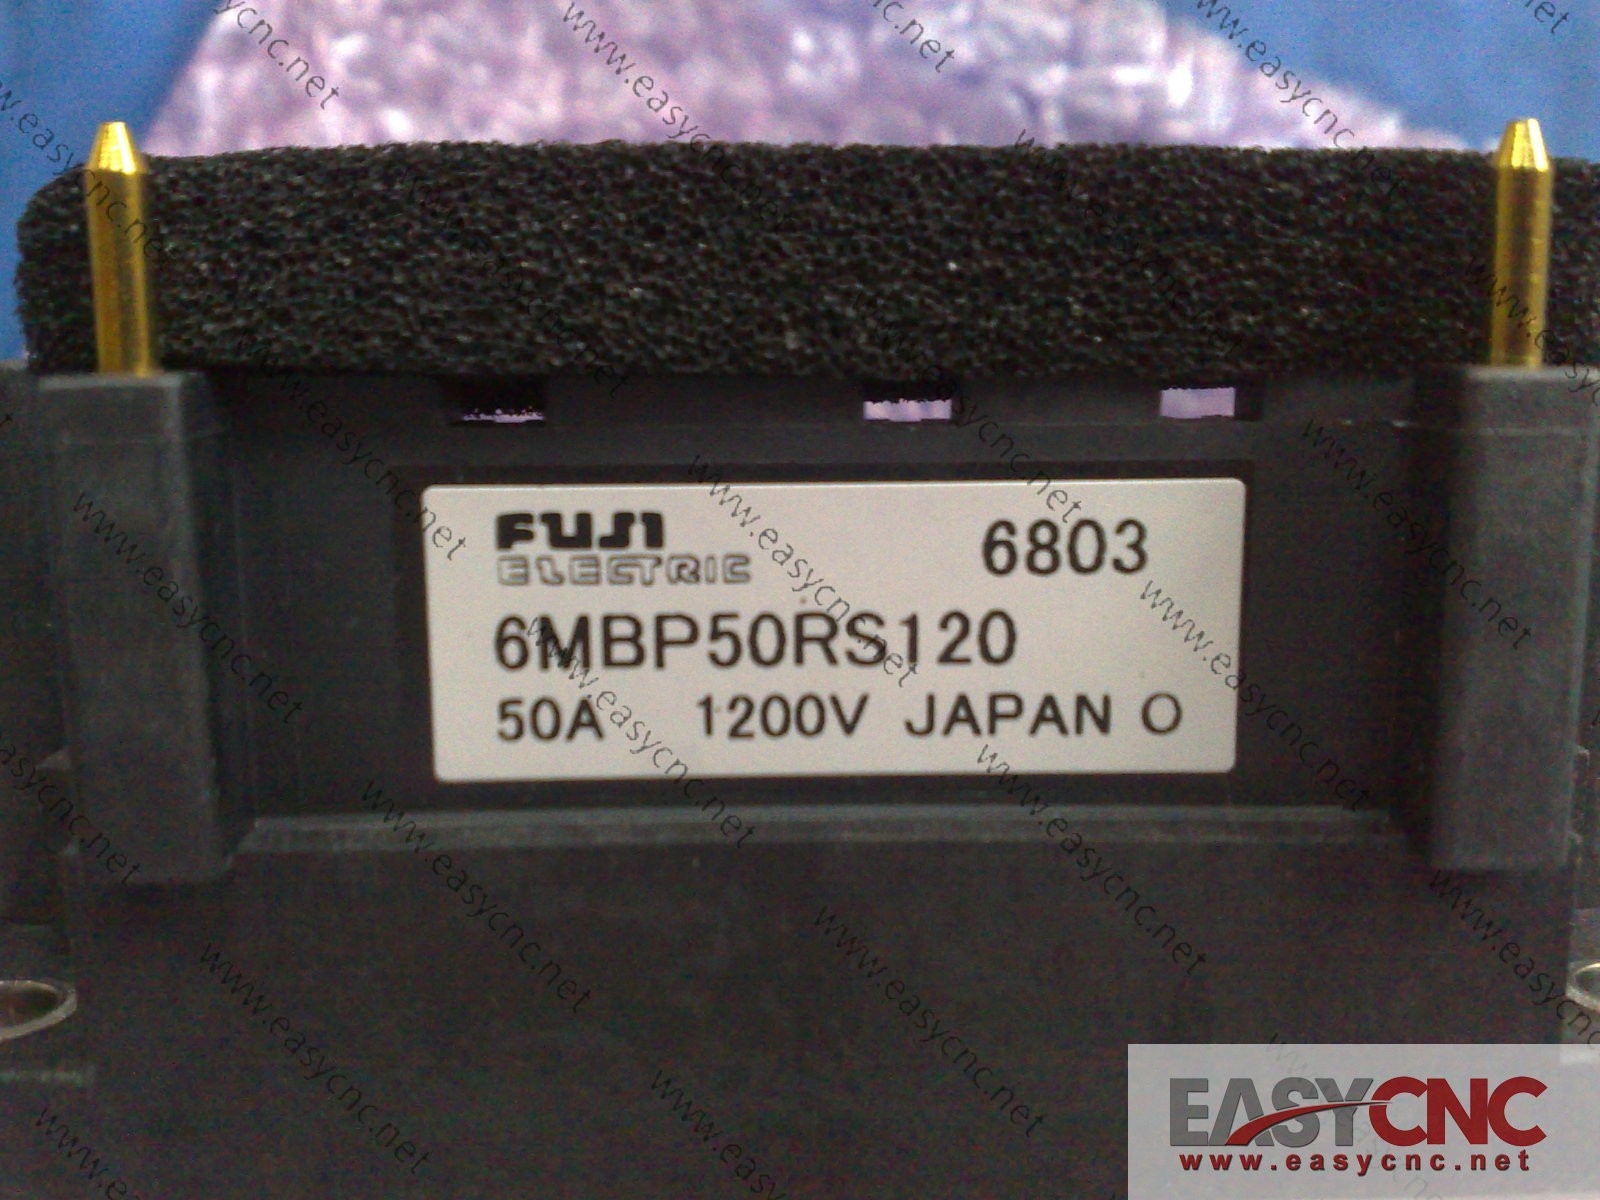 FUJI 6803
ELECTRIC
6MBP50RS120
50A 1200V JAPAN O
EASYCNC
www.easycnc.net